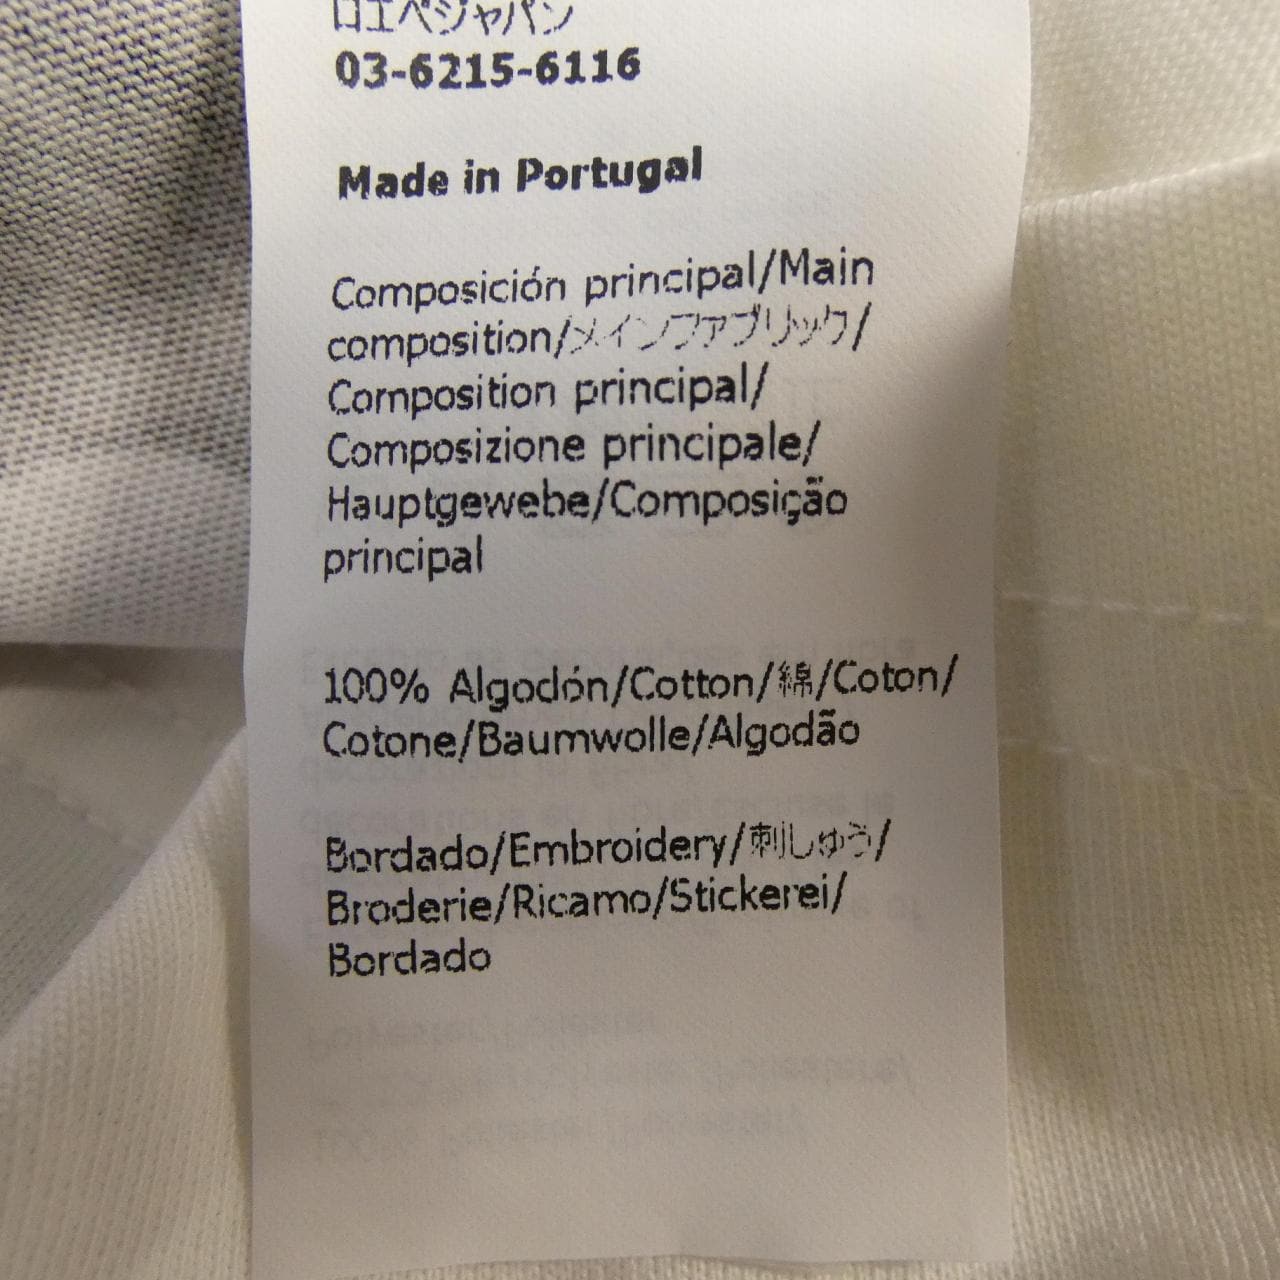 ロエベジャパン
03-6215-6116
Made in Portugal
Composición principal/Main
composition/メインファブリック/
Composition principal/
Composizione principale/
Hauptgewebe/Composição
principal
100% Algodón/Cotton/綿/Coton/
Cotone/Baumwolle/Algodão
Bordado/Embroidery/刺しゅう/
Broderie/Ricamo/Stickerei/
Bordado